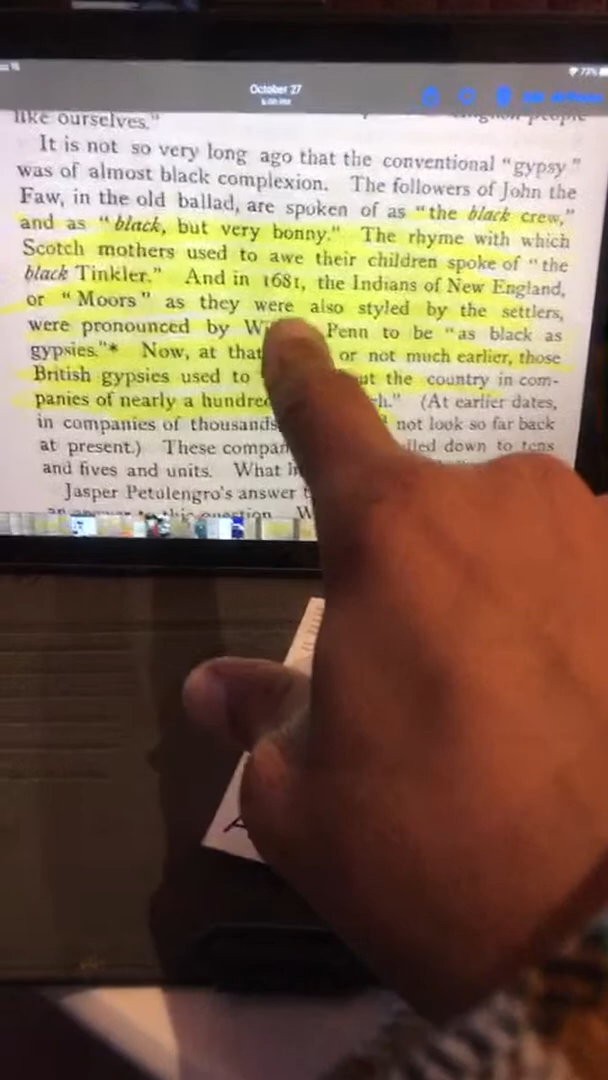 77%
October 27
like ourselves." people
It is not so very long ago that the conventional "gypsy"
was of almost black complexion. The followers of John the
Faw, in the old ballad, are spoken of as "the black crew,"
and as "black, but very bonny." The rhyme with which
Scotch mothers used to awe their children spoke of "the
black Tinkler." And in 1681, the Indians of New England,
or "Moors" as they were also styled by the settlers,
were pronounced by Penn to be "as black as
gypsies."* Now, at that or not much earlier, those
British gypsies used to the country in com-
panies of nearly a
in companies of thousands not look so far back
at present.) These down to tens
and fives and units. What
Jasper Petulengro's answer
question